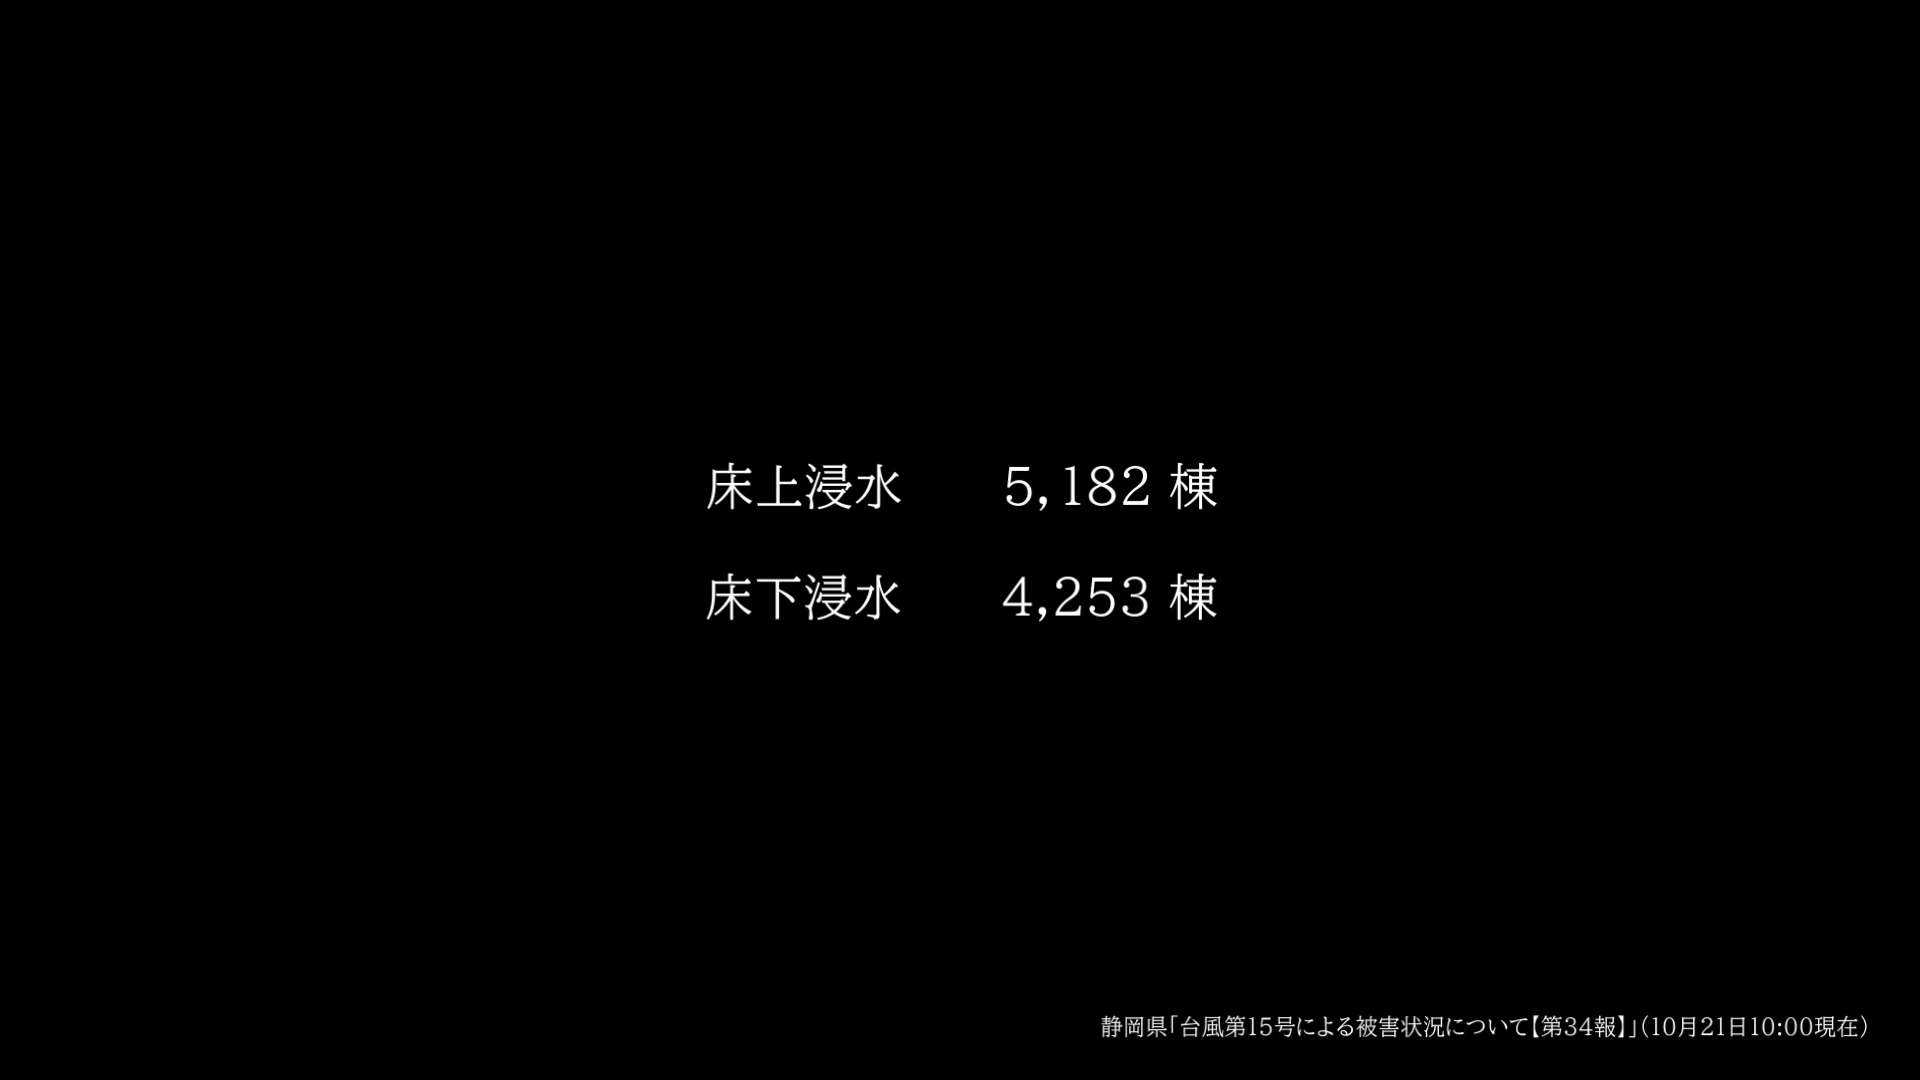 床上浸水　　5,182 棟
床下浸水　　4,253 棟
静岡県「台風第15号による被害状況について【第34報】」（10月21日10:00現在）